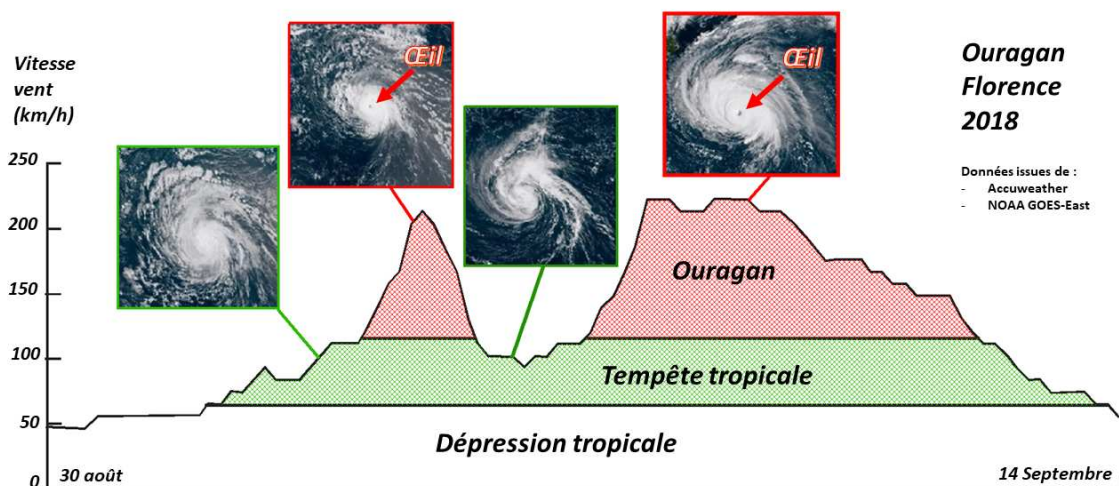 Vitesse
vent
(km/h)
250
200
150
100
50
0
Œil
Œil
Ouragan
Florence
2018
Données issues de :
- Accuweather
- NOAA GOES-East
Ouragan
Tempête tropicale
Dépression tropicale
30 août
14 Septembre